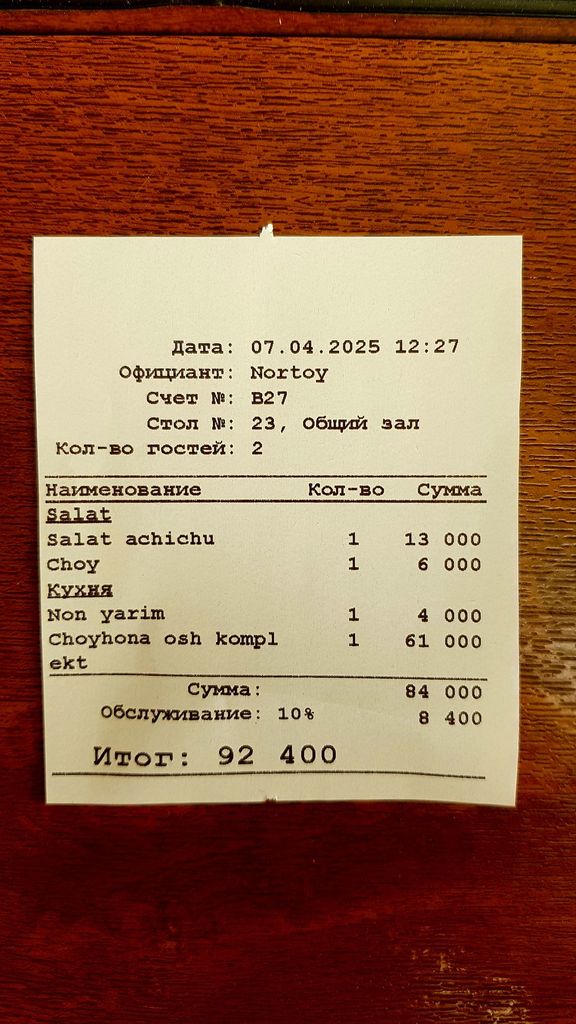 Дата: 07.04.2025 12:27
Официант: Nortoy
Счет №: B27
Стол №: 23, Общий зал
Кол-во гостей: 2
Наименование Кол-во Сумма
Salat
Salat achichu 1 13 000
Choy 1 6 000
Кухня
Non yarim 1 4 000
Choyhona osh kompl 1 61 000
ekt
Сумма: 84 000
Обслуживание: 10% 8 400
Итог: 92 400